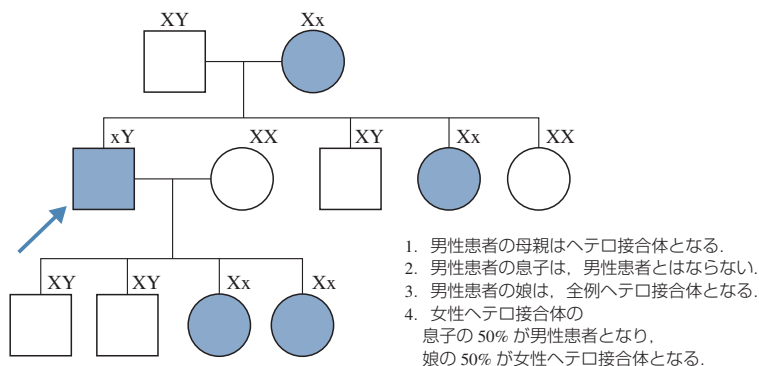 XY Xx
xY XX XY Xx XX
XY XY Xx Xx
1. 男性患者の母親はヘテロ接合体となる.
2. 男性患者の息子は，男性患者とはならない.
3. 男性患者の娘は，全例ヘテロ接合体となる.
4. 女性ヘテロ接合体の
息子の 50% が男性患者となり，
娘の 50% が女性ヘテロ接合体となる.